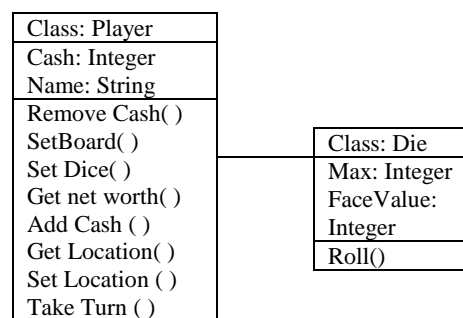 Class: Player
Cash: Integer
Name: String
Remove Cash( )
SetBoard( )
Set Dice( )
Get net worth( )
Add Cash ( )
Get Location( )
Set Location ( )
Take Turn ( )
Class: Die
Max: Integer
FaceValue:
Integer
Roll()